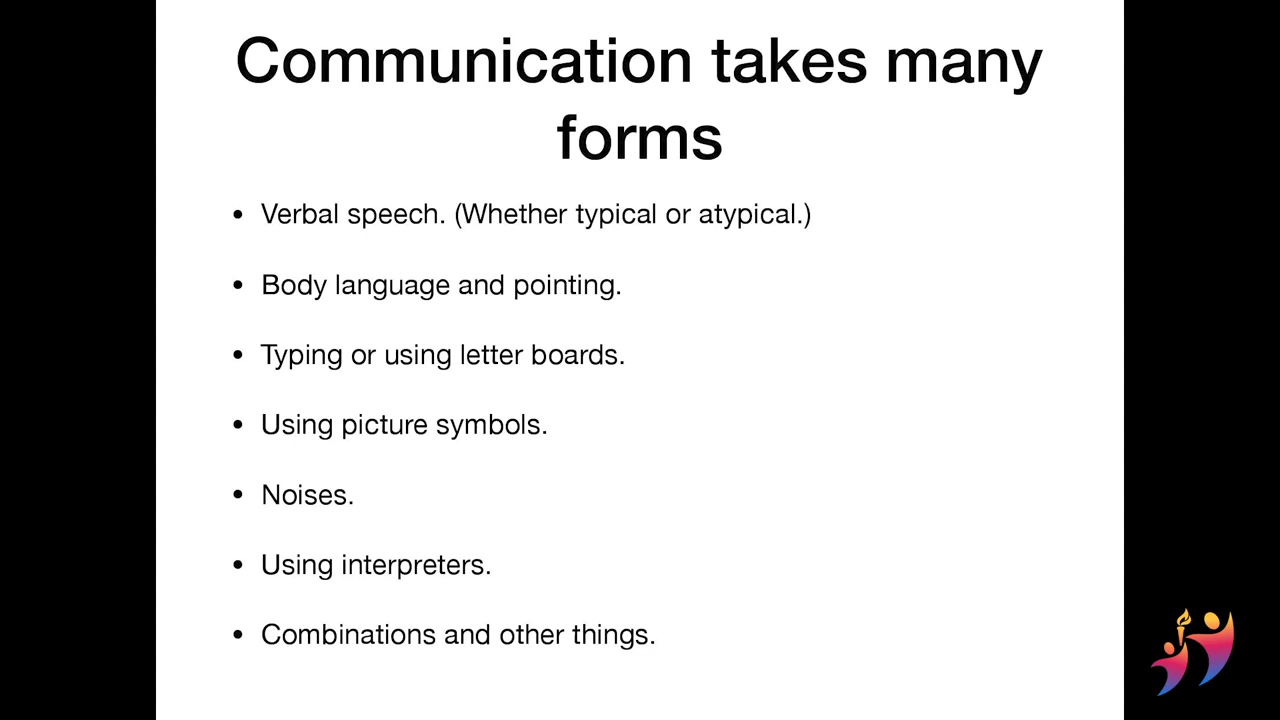 Communication takes many
forms
• Verbal speech. (Whether typical or atypical.)
• Body language and pointing.
• Typing or using letter boards.
• Using picture symbols.
• Noises.
• Using interpreters.
• Combinations and other things.